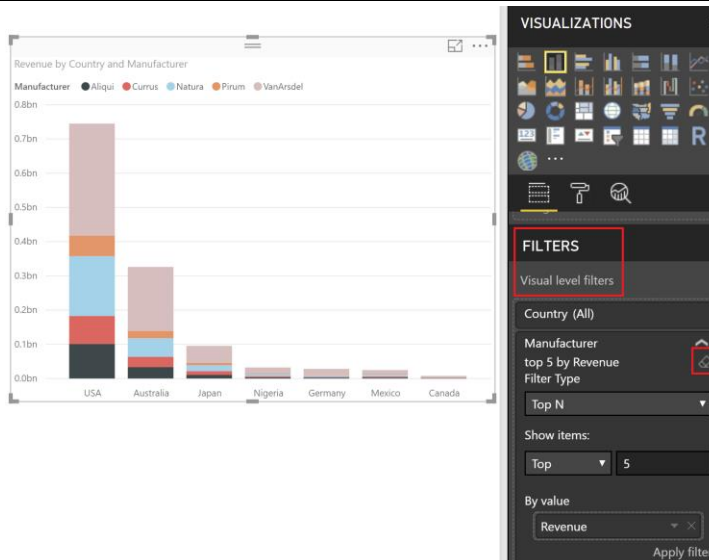 VISUALIZATIONS
Revenue by Country and Manufacturer
Manufacturer Aliqui Currus Natura Pirum VanArsdel
0.8bn
0.7bn
0.6bn
0.5bn
0.4bn
0.3bn
0.2bn
0.1bn
0.0bn
USA Australia Japan Nigeria Germany Mexico Canada
123
R
FILTERS
Visual level filters
Country (All)
Manufacturer
top 5 by Revenue
Filter Type
Top N
Show items:
Top 5
By value
Revenue
Apply filte